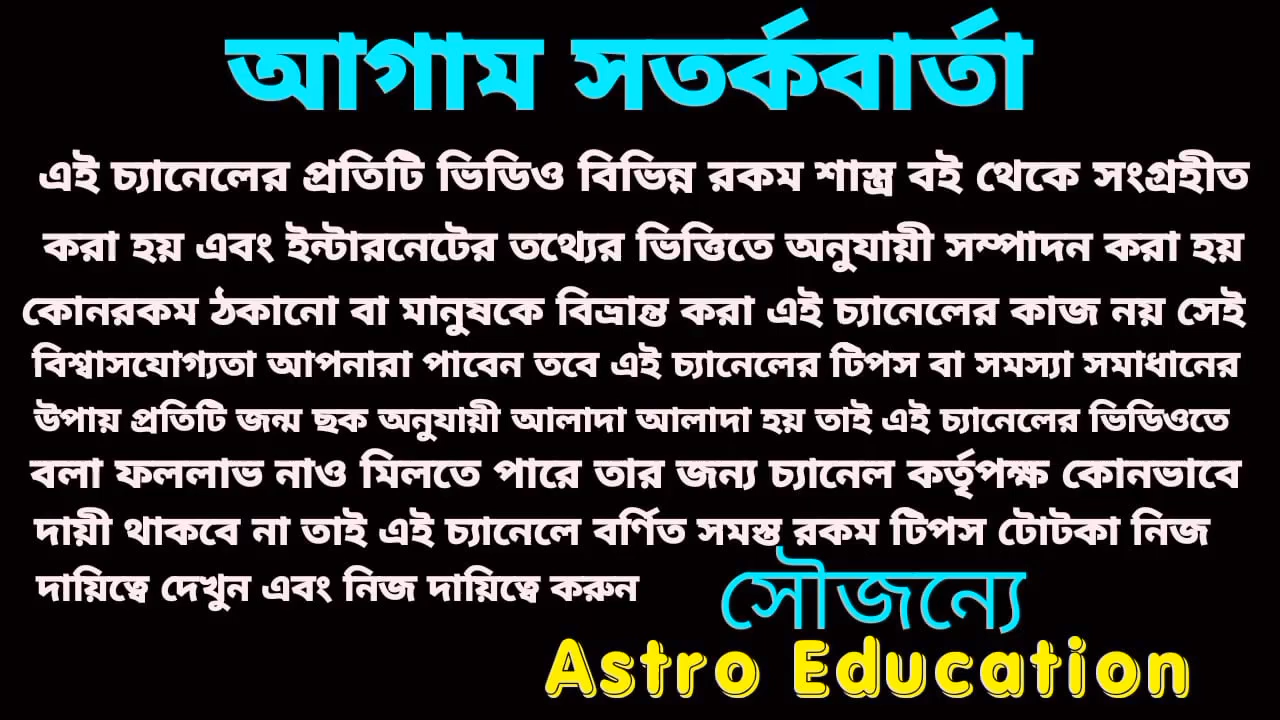 আগাম সতর্কবার্তা
এই চ্যানেলের প্রতিটি ভিডিও বিভিন্ন রকম শাস্ত্র বই থেকে সংগ্রহীত
করা হয় এবং ইন্টারনেটের তথ্যের ভিত্তিতে অনুযায়ী সম্পাদন করা হয়
কোনরকম ঠকানো বা মানুষকে বিভ্রান্ত করা এই চ্যানেলের কাজ নয় সেই
বিশ্বাসযোগ্যতা আপনারা পাবেন তবে এই চ্যানেলের টিপস বা সমস্যা সমাধানের
উপায় প্রতিটি জন্ম ছক অনুযায়ী আলাদা আলাদা হয় তাই এই চ্যানেলের ভিডিওতে
বলা ফললাভ নাও মিলতে পারে তার জন্য চ্যানেল কর্তৃপক্ষ কোনভাবে
দায়ী থাকবে না তাই এই চ্যানেলে বর্ণিত সমস্ত রকম টিপস টোটকা নিজ
দায়িত্বে দেখুন এবং নিজ দায়িত্বে করুন
সৌজন্যে
Astro Education